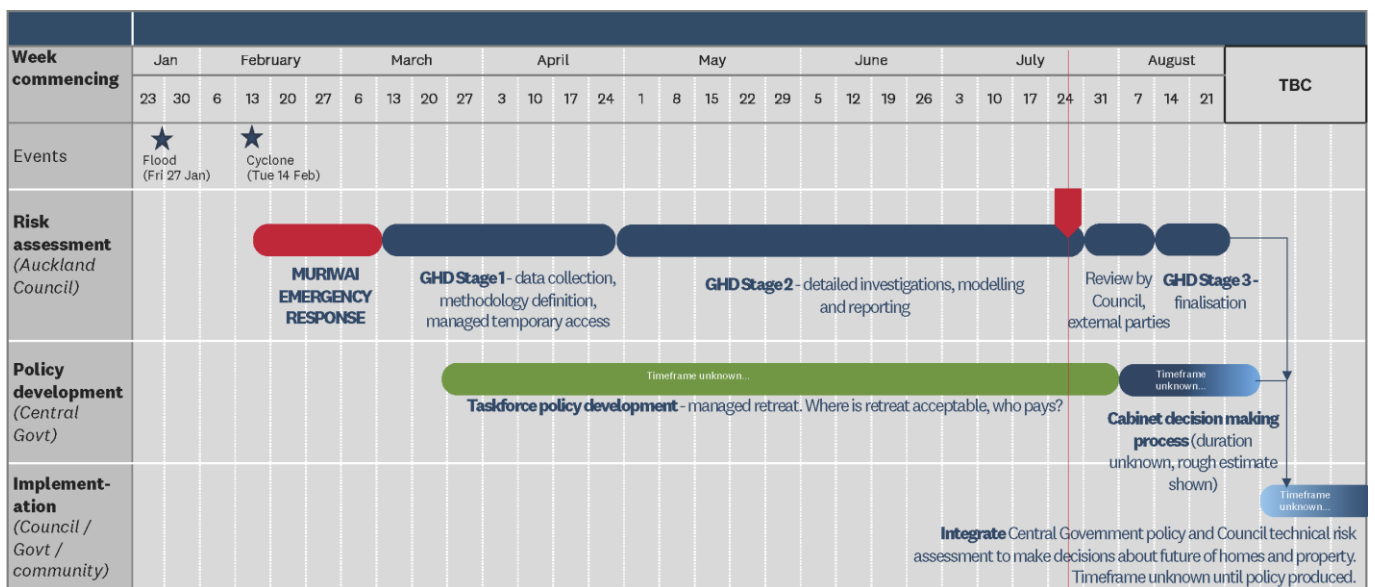 Week
commencing
Jan February March April May June July August
TBC
23 30 6 13 20 27 6 13 20 27 3 10 17 24 1 8 15 22 29 5 12 19 26 3 10 17 24 31 7 14 21
Events
Flood
(Fri 27 Jan)
Cyclone
(Tue 14 Feb)
Risk
assessment
(Auckland
Council)
MURIWAI
EMERGENCY
RESPONSE
GHD Stage 1 - data collection,
methodology definition,
managed temporary access
GHD Stage 2 - detailed investigations, modelling
and reporting
Review by
Council,
external parties
GHD Stage 3 -
finalisation
Policy
development
(Central
Govt)
Timeframe unknown...
Taskforce policy development - managed retreat. Where is retreat acceptable, who pays?
Timeframe
unknown...
Cabinet decision making
process (duration
unknown, rough estimate
shown)
Implement-
ation
(Council /
Govt /
community)
Timeframe
unknown...
Integrate Central Government policy and Council technical risk
assessment to make decisions about future of homes and property.
Timeframe unknown until policy produced.